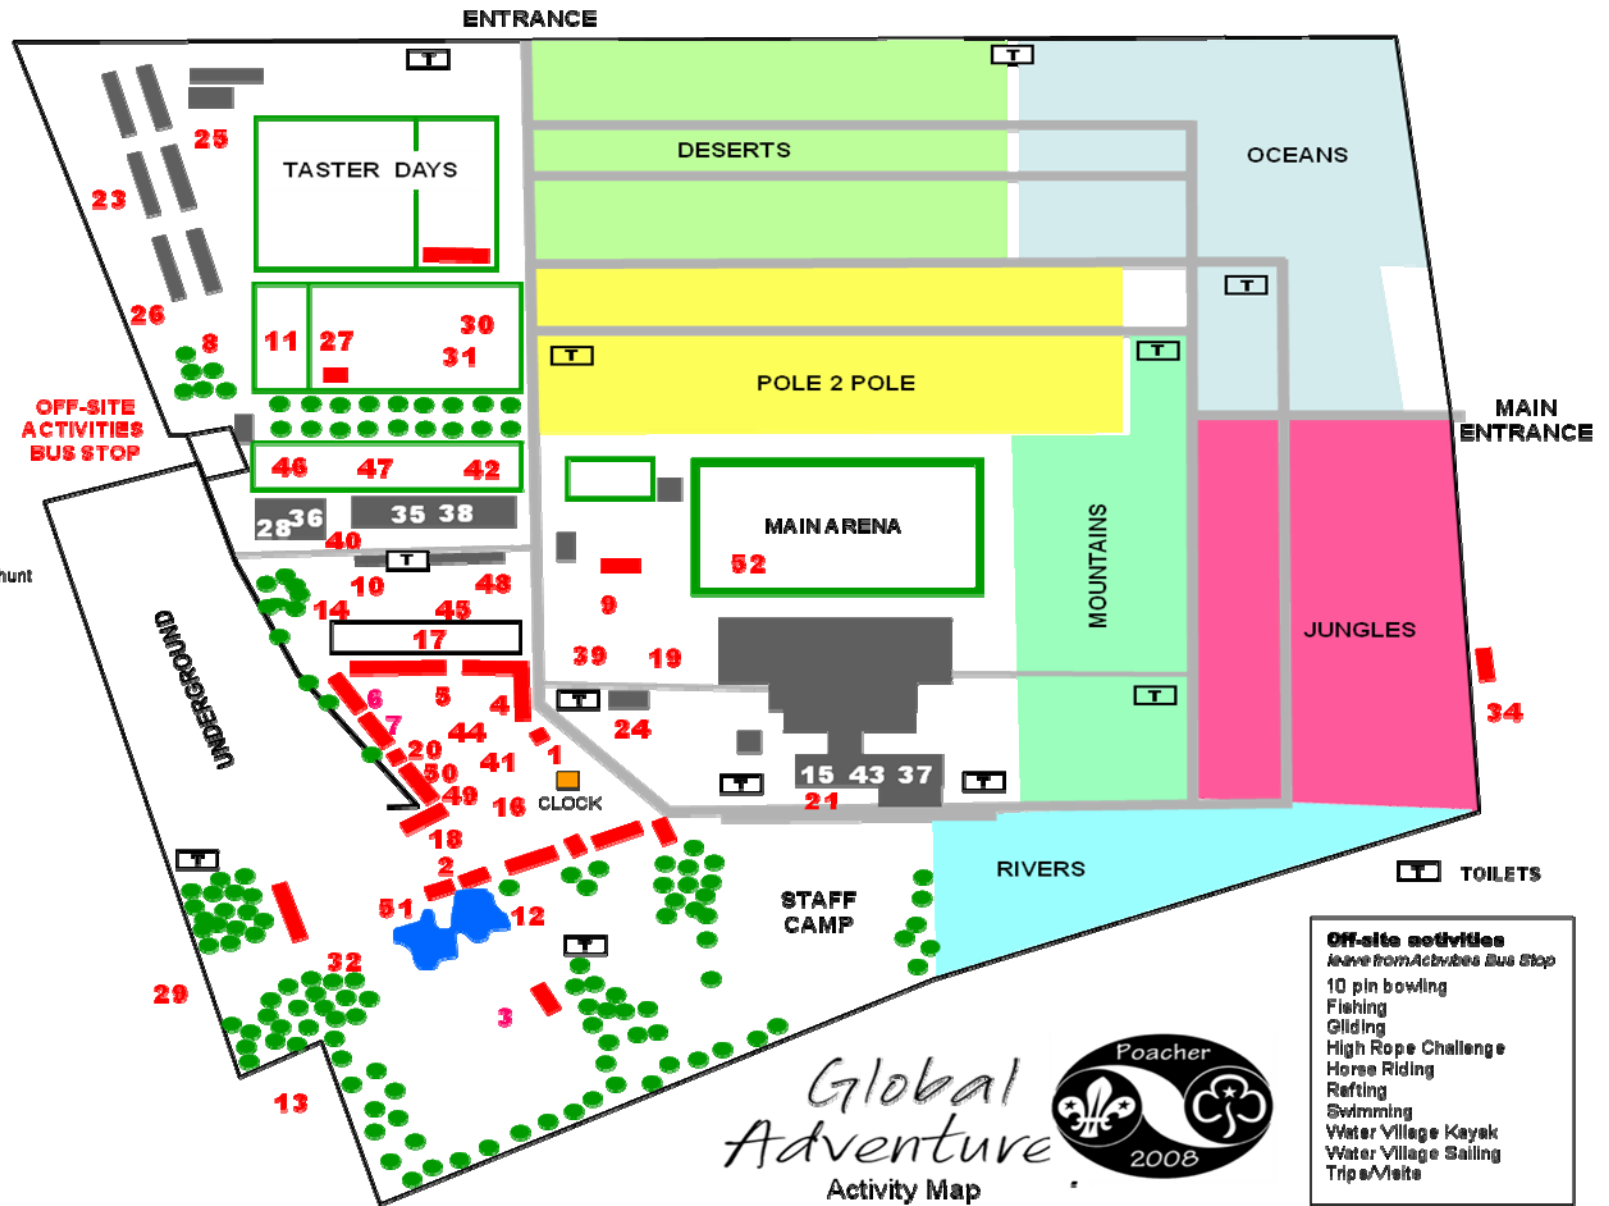 ENTRANCE
T
T
25
TASTER DAYS
DESERTS
OCEANS
23
26
T
8
11
27
30
31
T
T
POLE 2 POLE
OFF-SITE
ACTIVITIES
BUS STOP
MAIN
ENTRANCE
46
47
42
28
36
35
38
40
MAIN ARENA
52
MOUNTAINS
hunt
T
10
48
14
45
9
17
UNDERGROUND
JUNGLES
39
19
5
6
4
T
T
34
7
44
24
20
1
41
50
15
43
37
T
T
49
16
CLOCK
21
18
2
T
RIVERS
T
TOILETS
51
12
STAFF
CAMP
T
32
29
3
13
Off-site activities
leave from Activities Bus Stop
10 pin bowling
Fishing
Gliding
High Rope Challenge
Horse Riding
Rafting
Swimming
Water Village Kayak
Water Village Sailing
Trips/Visits
Global
Adventure
Activity Map
Poacher
2008